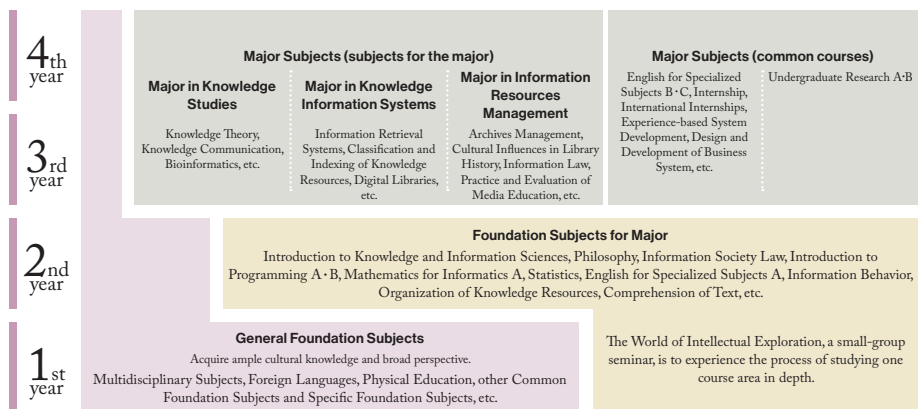 4th
year
Major Subjects (subjects for the major)
Major in Knowledge
Studies
Knowledge Theory,
Knowledge Communication,
Bioinformatics, etc.
Major in Knowledge
Information Systems
Information Retrieval
Systems, Classification and
Indexing of Knowledge
Resources, Digital Libraries,
etc.
Major in Information
Resources
Management
Archives Management,
Cultural Influences in Library
History, Information Law,
Practice and Evaluation of
Media Education, etc.
Major Subjects (common courses)
English for Specialized
Subjects B・C, Internship,
International Internships,
Experience-based System
Development, Design and
Development of Business
System, etc.
Undergraduate Research A・B
3rd
year
2nd
year
Foundation Subjects for Major
Introduction to Knowledge and Information Sciences, Philosophy, Information Society Law, Introduction to
Programming A・B, Mathematics for Informatics A, Statistics, English for Specialized Subjects A, Information Behavior,
Organization of Knowledge Resources, Comprehension of Text, etc.
1st
year
General Foundation Subjects
Acquire ample cultural knowledge and broad perspective.
Multidisciplinary Subjects, Foreign Languages, Physical Education, other Common
Foundation Subjects and Specific Foundation Subjects, etc.
The World of Intellectual Exploration, a small-group
seminar, is to experience the process of studying one
course area in depth.